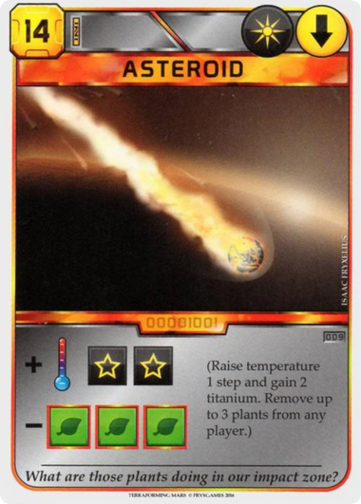 14
ASTEROID
ISAAC FRYXELIUS
00001001
009
(Raise temperature
1 step and gain 2
titanium. Remove up
to 3 plants from any
player.)
What are those plants doing in our impact zone?
TERRAFORMING MARS © FRYXGAMES 2016